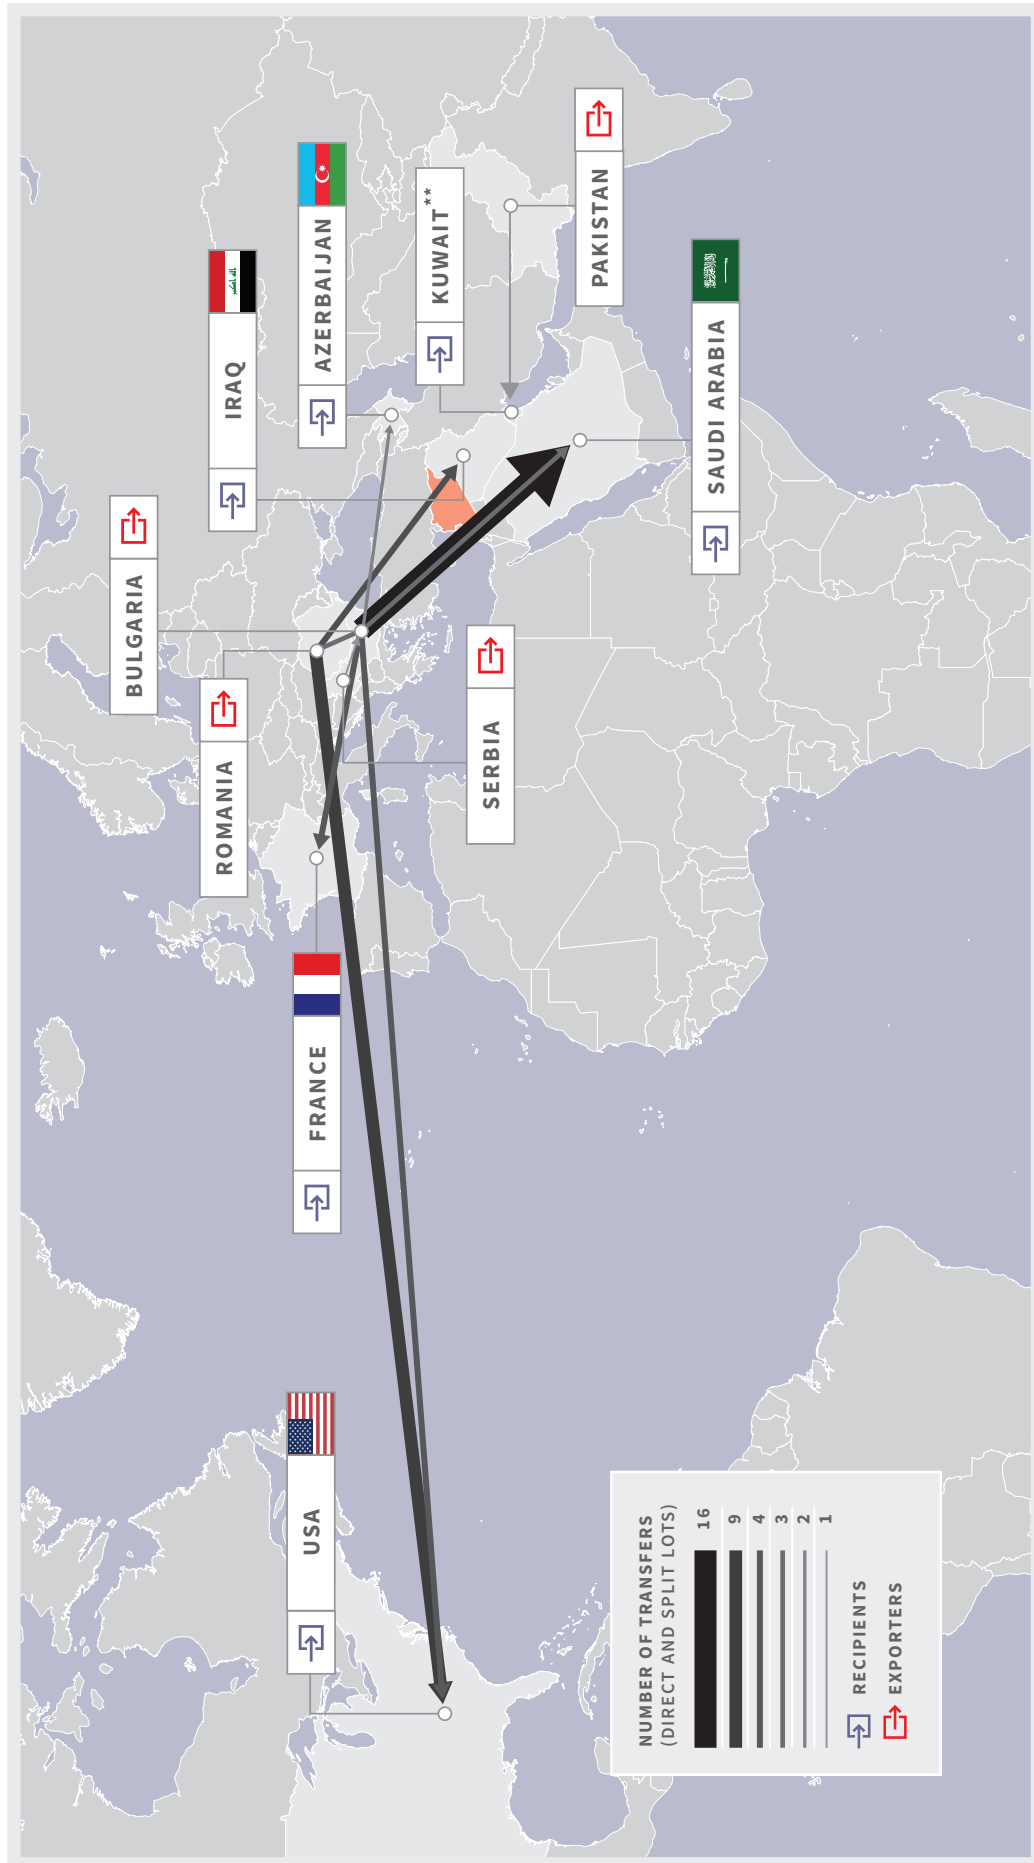 BULGARIA
IRAQ
ROMANIA
AZERBAIJAN
FRANCE
USA
KUWAIT**
SERBIA
PAKISTAN
SAUDI ARABIA
NUMBER OF TRANSFERS
(DIRECT AND SPLIT LOTS)
16
9
4
3
2
1
RECIPIENTS
EXPORTERS